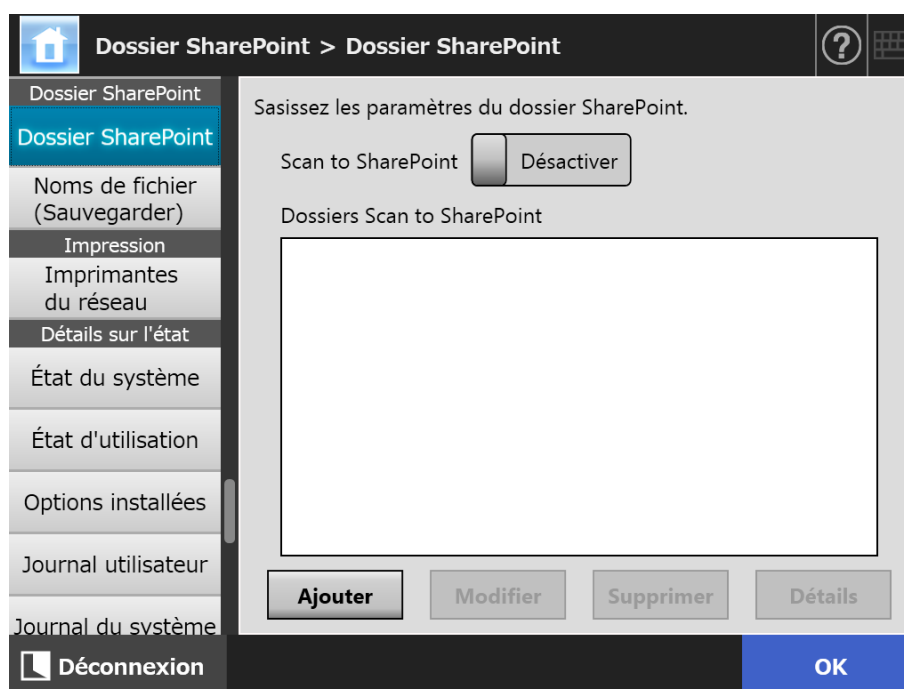 Dossier SharePoint > Dossier SharePoint
?
Dossier SharePoint
Dossier SharePoint
Noms de fichier
(Sauvegarder)
Impression
Imprimantes
du réseau
Détails sur l'état
État du système
État d'utilisation
Options installées
Journal utilisateur
Journal du système
Déconnexion
Sasissez les paramètres du dossier SharePoint.
Scan to SharePoint
Désactiver
Dossiers Scan to SharePoint
Ajouter
Modifier
Supprimer
Détails
OK